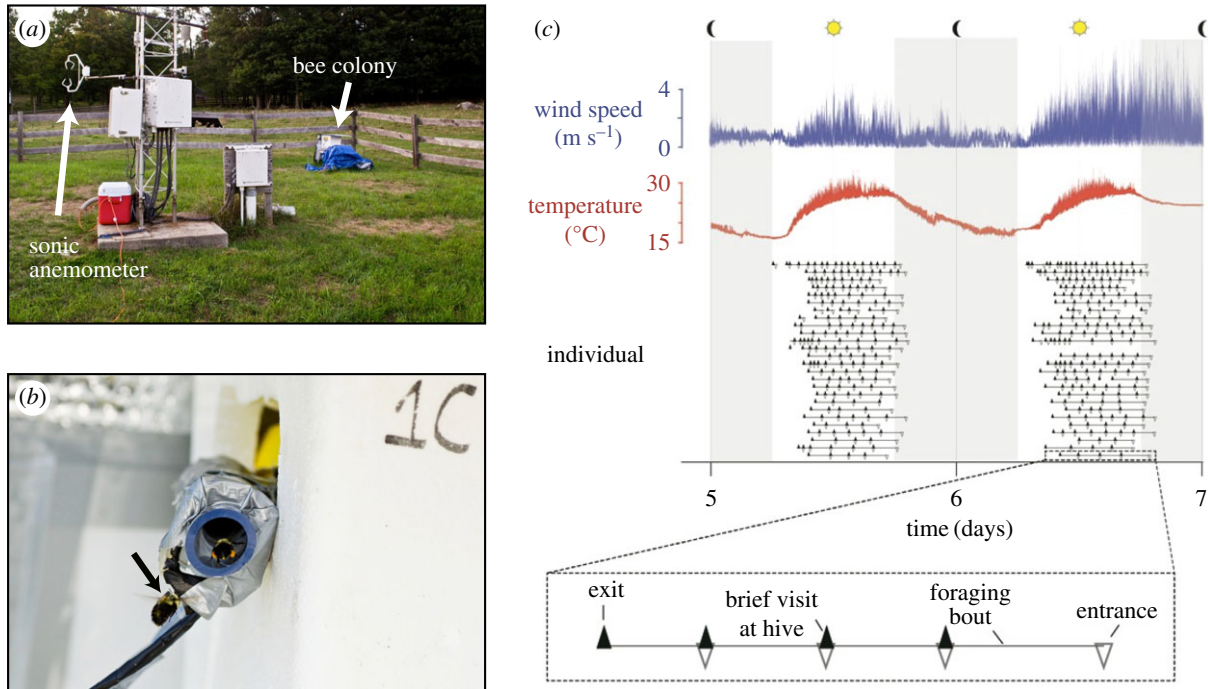 (a)
bee colony
sonic
anemometer
(b)
1C
(c)
wind speed
(m s⁻¹)
4
0
temperature
(°C)
30
15
individual
5
6
7
time (days)
exit
brief visit
at hive
foraging
bout
entrance